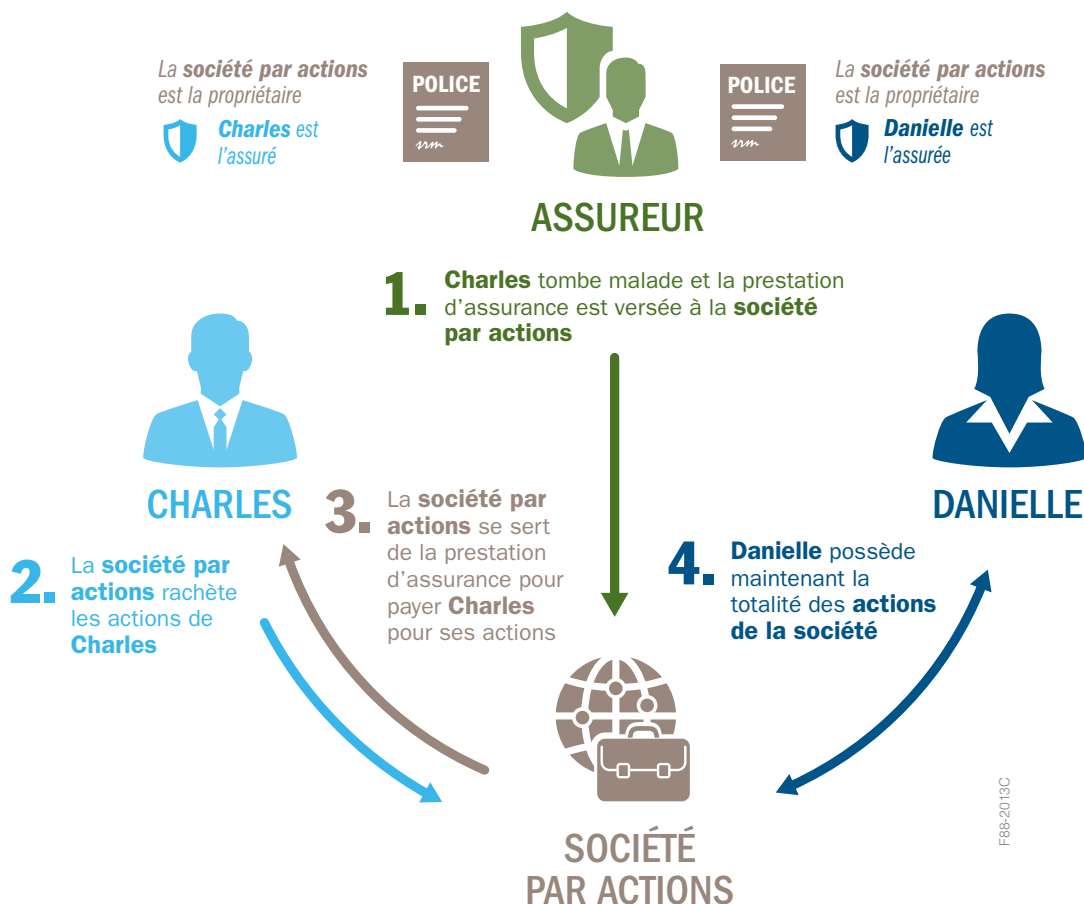 La société par actions
est la propriétaire
Charles est
l'assuré
POLICE
POLICE
La société par actions
est la propriétaire
Danielle est
l'assurée
ASSUREUR
1. Charles tombe malade et la prestation
d'assurance est versée à la société
par actions
CHARLES
DANIELLE
2. La société par
actions rachète
les actions de
Charles
3. La société par
actions se sert
de la prestation
d'assurance pour
payer Charles
pour ses actions
4. Danielle possède
maintenant la
totalité des actions
de la société
SOCIÉTÉ
PAR ACTIONS
F88-2013C